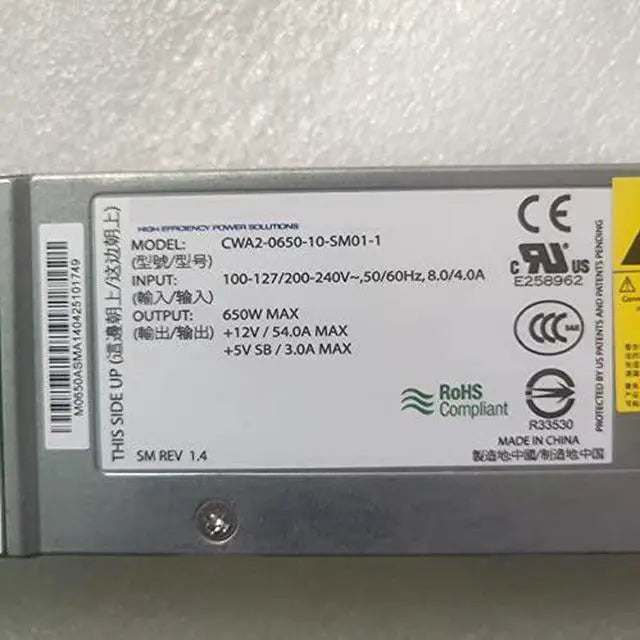 HIGH EFFICIENCY POWER SOLUTIONS
MODEL: CWA2-0650-10-SM01-1
(型號/型号)
INPUT: 100-127/200-240V~,50/60Hz, 8.0/4.0A
(輸入/输入)
OUTPUT: 650W MAX
(輸出/输出) +12V / 54.0A MAX
+5V SB / 3.0A MAX
SM REV 1.4
THIS SIDE UP (這邊朝上/这边朝上)
M0650ASMA140425101749
CE
c UL US
E258962
CCC
S&E
RoHS
Compliant
R33530
MADE IN CHINA
製造地:中國/制造地:中国
PROTECTED BY US PATENTS AND OTHER PATENTS PENDING